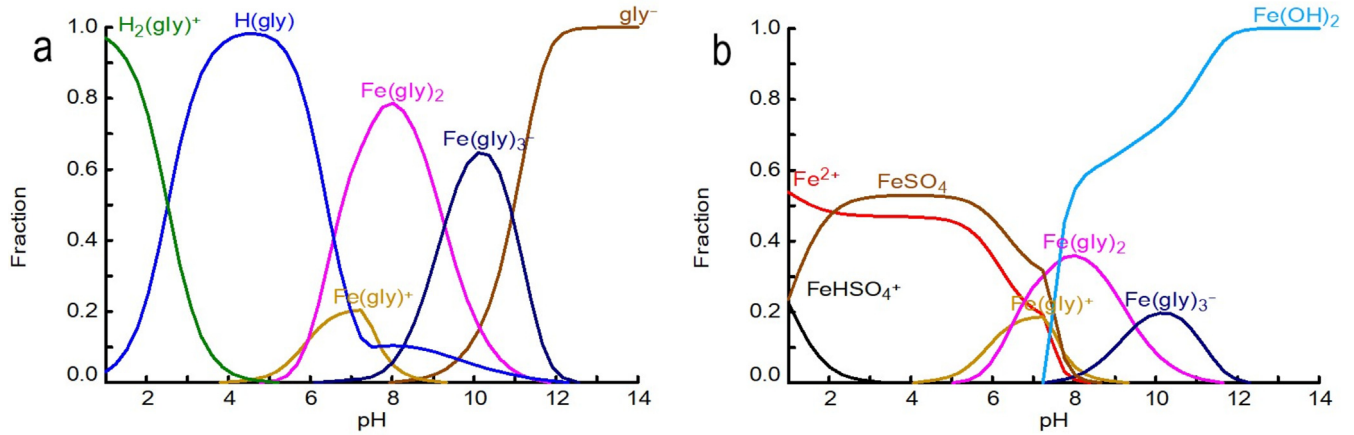 a
H₂(gly)⁺
H(gly)
gly⁻
1.0
0.8
0.6
0.4
0.2
0.0
Fraction
Fe(gly)₂
Fe(gly)₃⁻
Fe(gly)⁺
2 4 6 8 10 12 14
pH
b
Fe(OH)₂
1.0
0.8
0.6
0.4
0.2
0.0
Fraction
Fe²⁺
FeSO₄
FeHSO₄⁺
Fe(gly)₂
Fe(gly)⁺
Fe(gly)₃⁻
2 4 6 8 10 12 14
pH